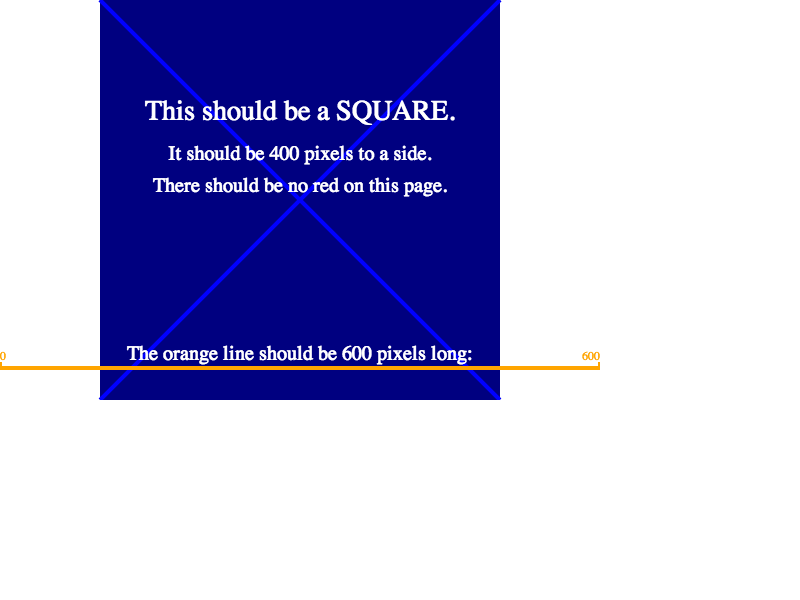 This should be a SQUARE.
It should be 400 pixels to a side.
There should be no red on this page.
The orange line should be 600 pixels long:
0 600